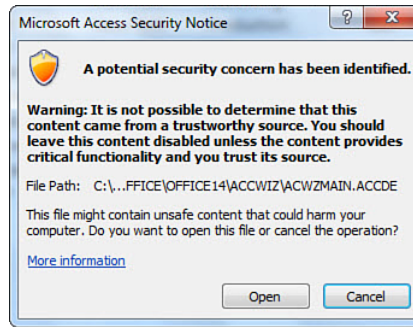 Microsoft Access Security Notice
A potential security concern has been identified.
Warning: It is not possible to determine that this
content came from a trustworthy source. You should
leave this content disabled unless the content provides
critical functionality and you trust its source.
File Path: C:\...FFICE\OFFICE14\ACCWIZ\ACWZMAIN.ACCDE
This file might contain unsafe content that could harm your
computer. Do you want to open this file or cancel the operation?
More information
Open Cancel